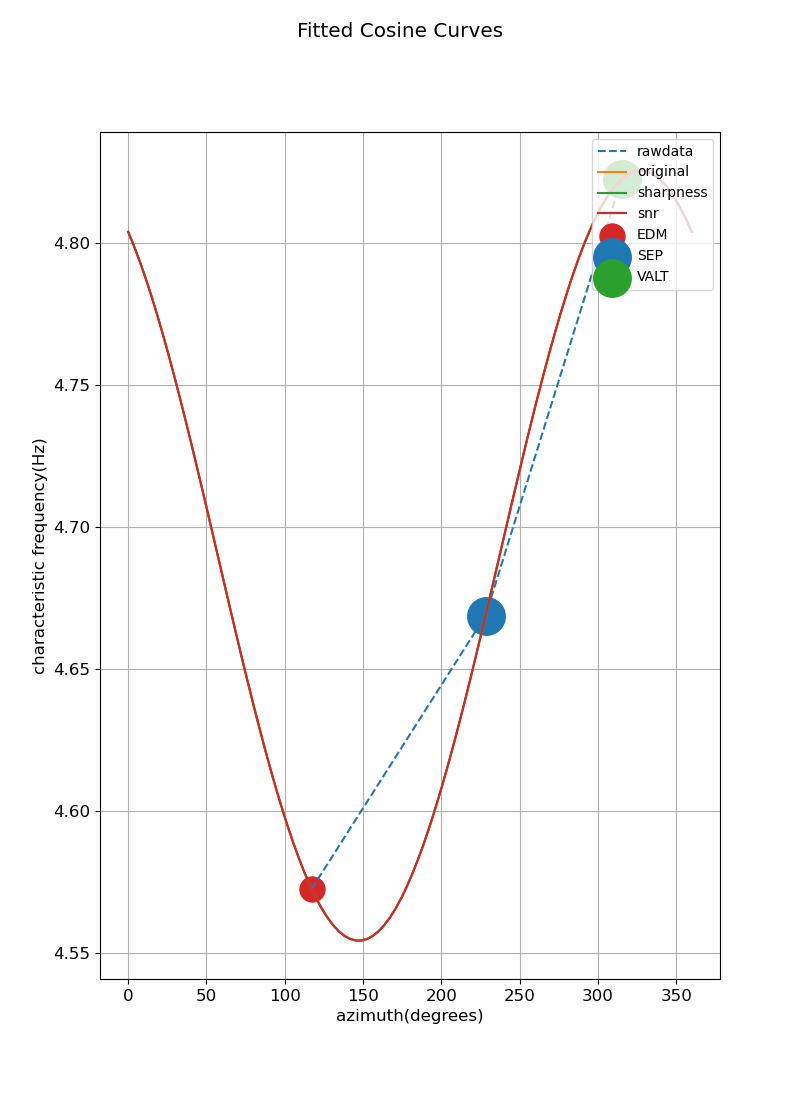 Fitted Cosine Curves
rawdata
original
sharpness
snr
EDM
SEP
VALT
characteristic frequency(Hz)
4.80
4.75
4.70
4.65
4.60
4.55
0 50 100 150 200 250 300 350
azimuth(degrees)